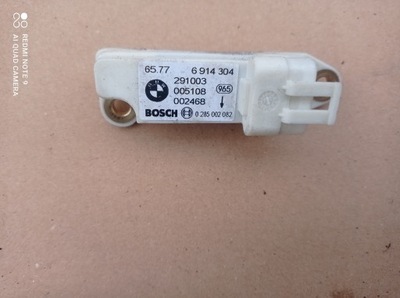 65.77 6 914 304
291003
005108 965
002468
BOSCH 0 285 002 082
REDMI NOTE 9
AI QUAD CAMERA